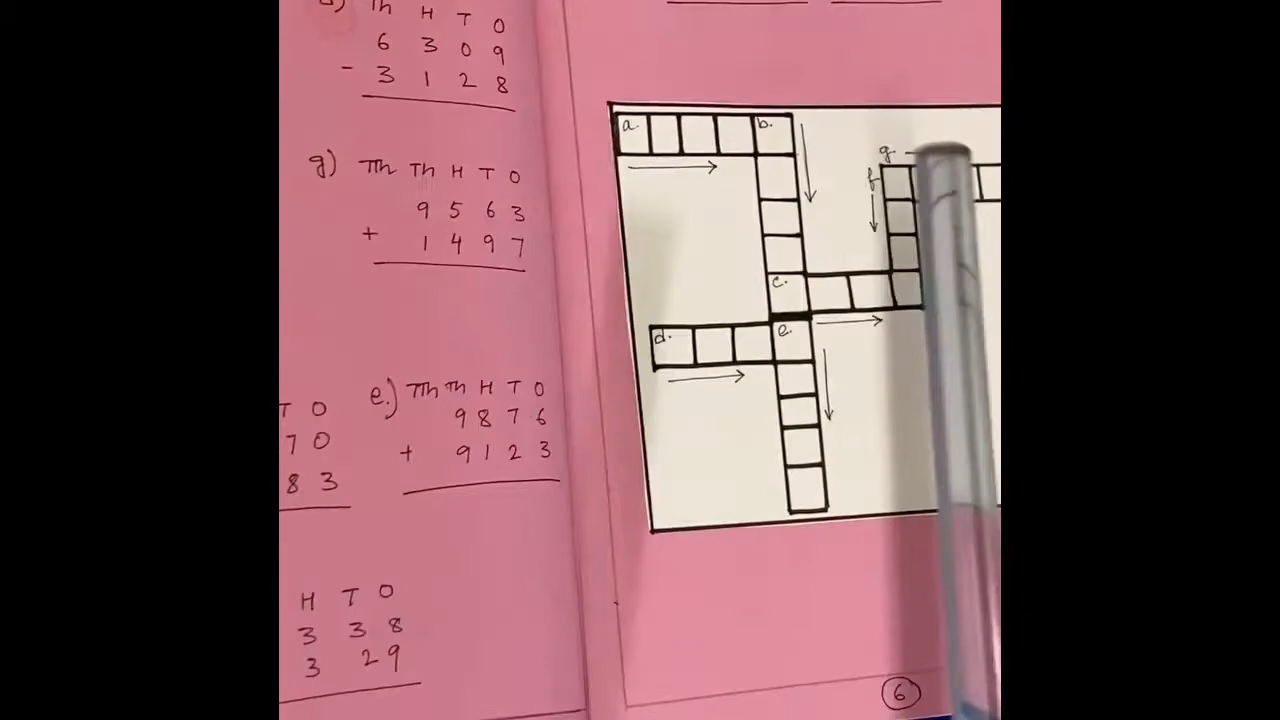 Th H T O
6 3 0 9
- 3 1 2 8
g) TTh Th H T O
9 5 6 3
+ 1 4 9 7
T O
7 0
8 3
e.) TTh Th H T O
9 8 7 6
+ 9 1 2 3
H T O
3 3 8
3 2 9
a. b.
g.
f
c.
d. e.
6